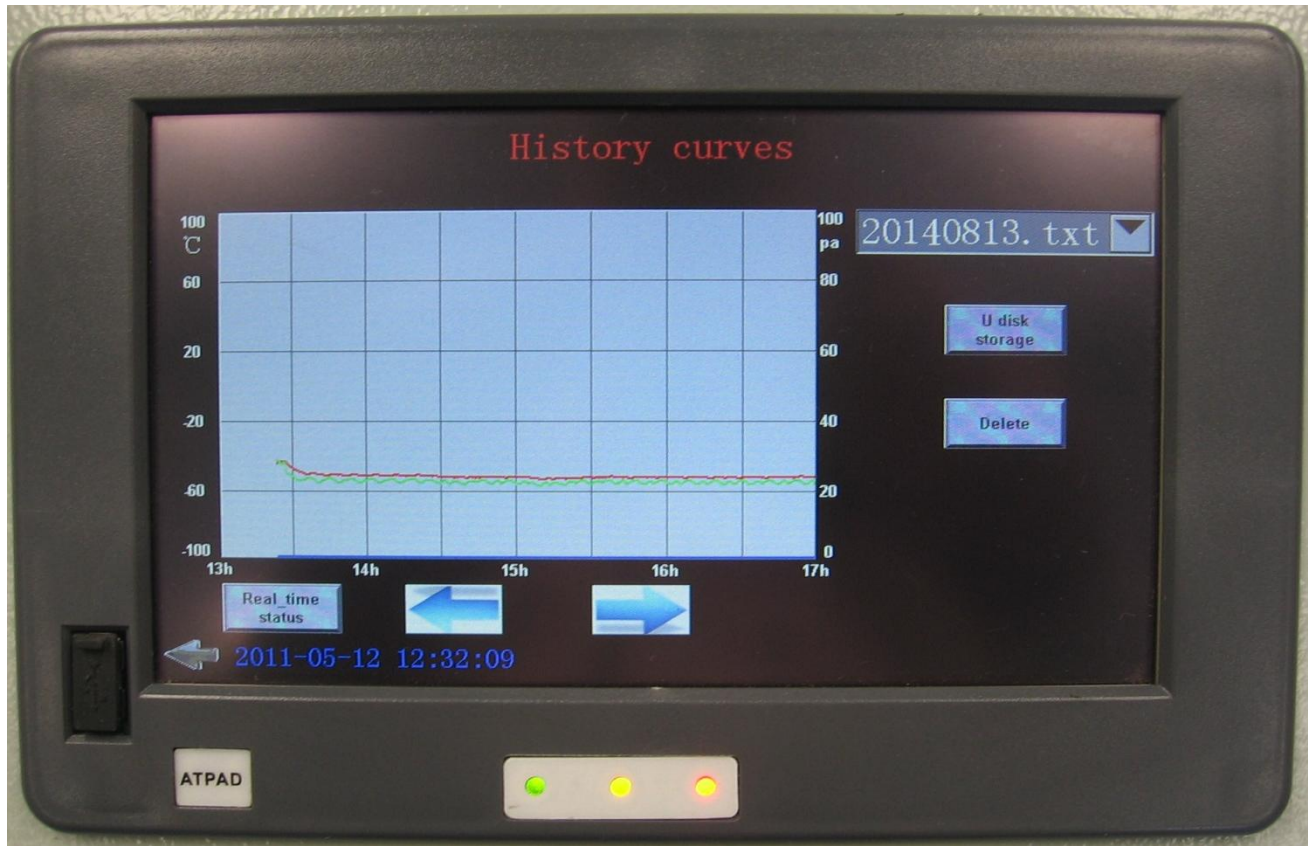 History curves
100
℃
60
20
-20
-60
-100
100
pa
80
60
40
20
0
13h 14h 15h 16h 17h
20140813.txt
U disk
storage
Delete
Real_time
status
2011-05-12 12:32:09
ATPAD